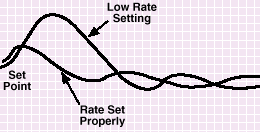 Low Rate
Setting
Set
Point
Rate Set
Properly